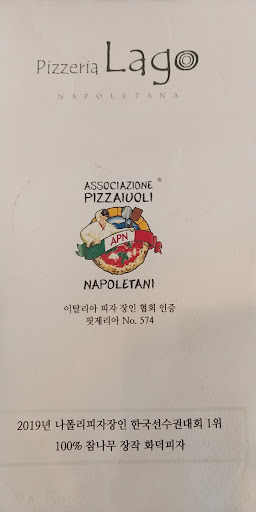 Pizzeria Lago
NAPOLETANA
ASSOCIAZIONE ®
PIZZAIUOLI
APN
NAPOLETANI
이탈리아 피자 장인 협회 인증
핏제리아 No. 574
2019년 나폴리피자장인 한국선수권대회 1위
100% 참나무 장작 화덕피자